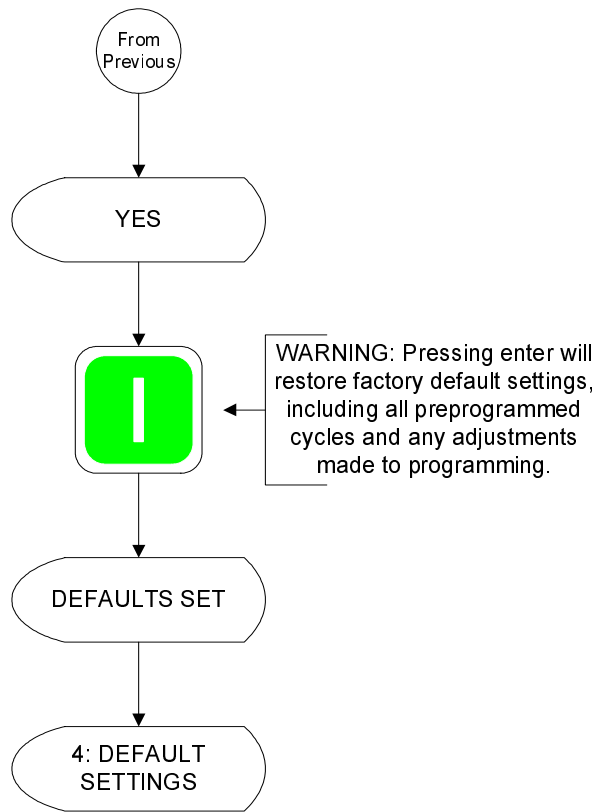 From
Previous
YES
WARNING: Pressing enter will
restore factory default settings,
including all preprogrammed
cycles and any adjustments
made to programming.
DEFAULTS SET
4: DEFAULT
SETTINGS